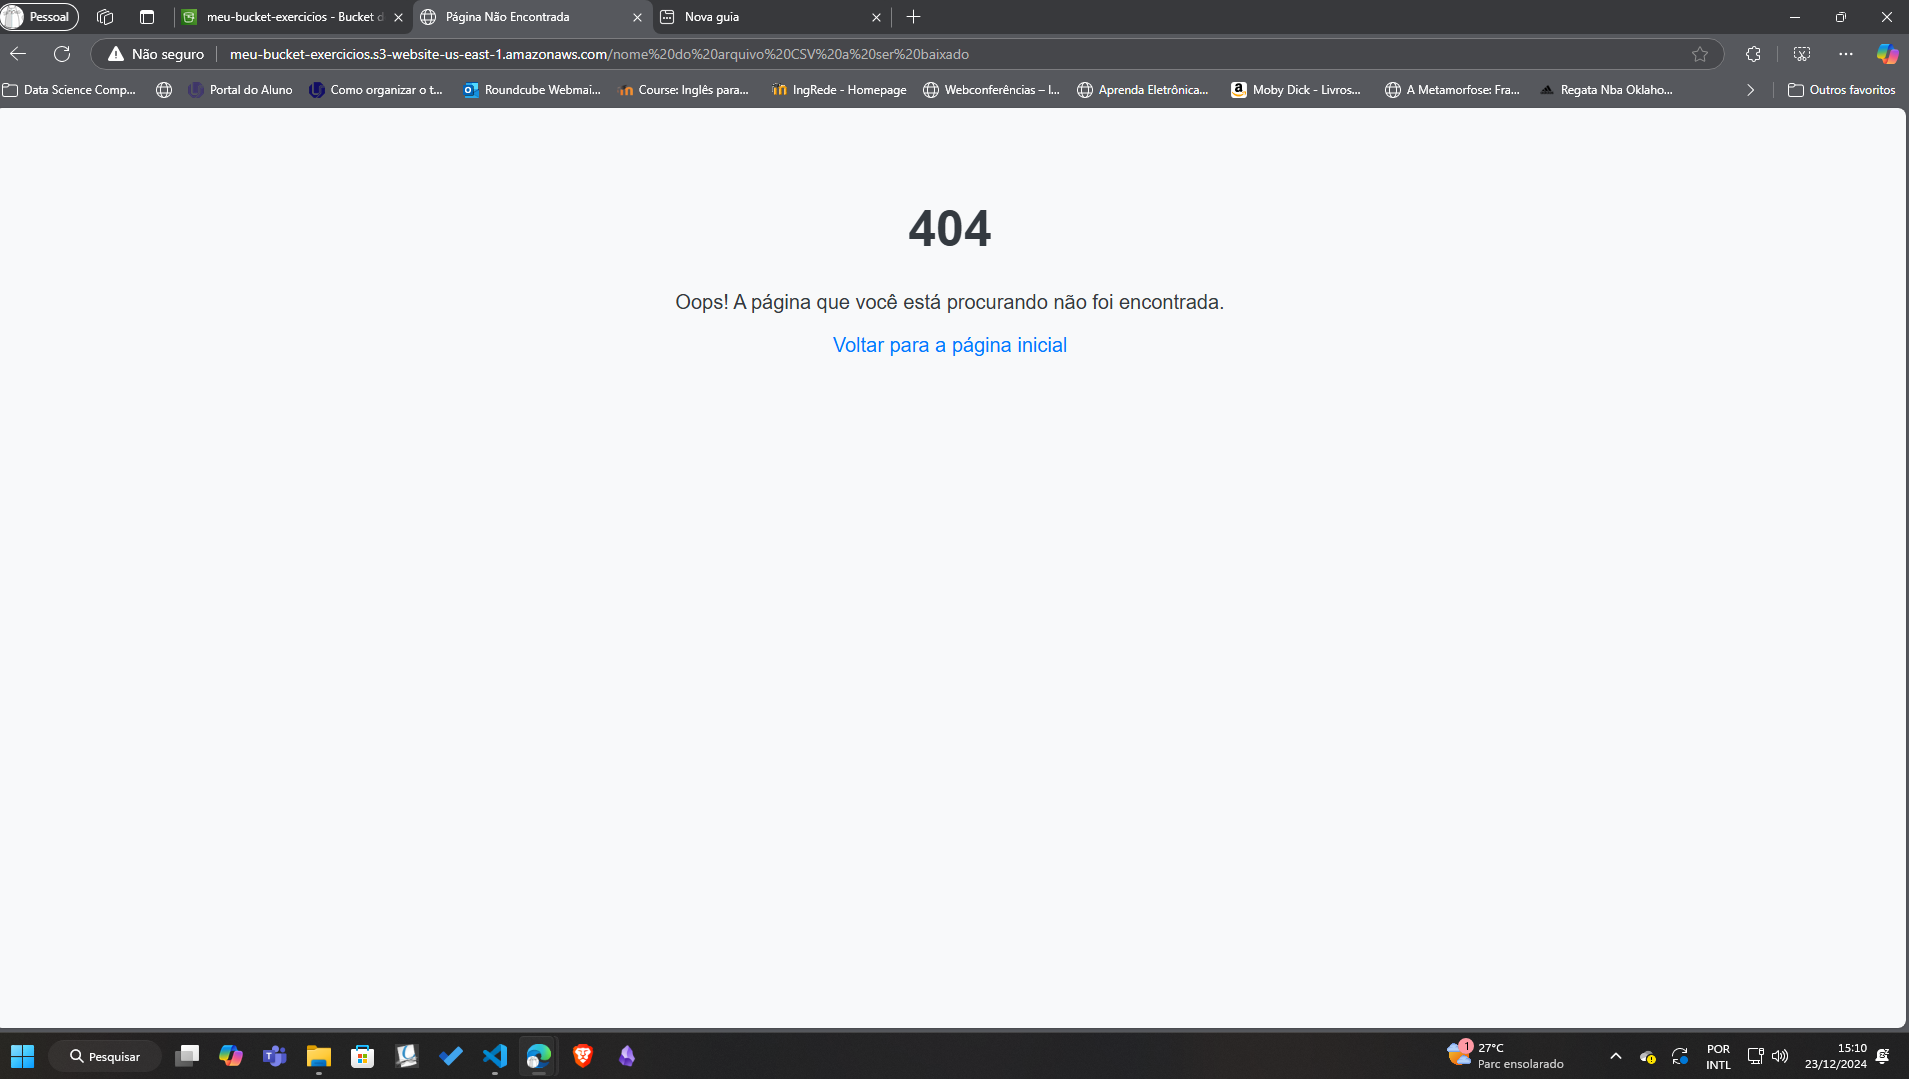 Pessoal
meu-bucket-exercicios - Bucket d
Página Não Encontrada
Nova guia
Não seguro
meu-bucket-exercicios.s3-website-us-east-1.amazonaws.com/nome%20do%20arquivo%20CSV%20a%20ser%20baixado
Data Science Comp...
Portal do Aluno
Como organizar o t...
Roundcube Webmai...
Course: Inglês para...
IngRede - Homepage
Webconferências – I...
Aprenda Eletrônica...
Moby Dick - Livros...
A Metamorfose: Fra...
Regata Nba Oklaho...
Outros favoritos
404
Oops! A página que você está procurando não foi encontrada.
Voltar para a página inicial
Pesquisar
1
27°C
Parc ensolarado
POR
INTL
15:10
23/12/2024